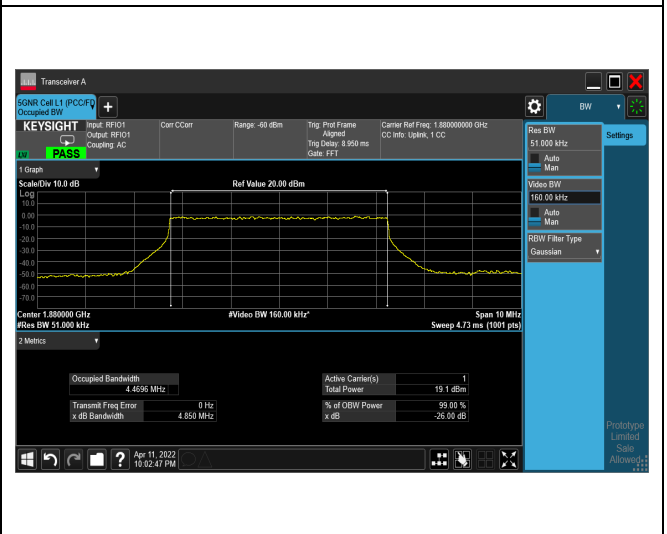 Transceiver A
5GNR Cell L1 (PCC/FD
Occupied BW
BW
KEYSIGHT
LXI
PASS
Input: RFIO1
Output: RFIO1
Coupling: AC
Corr CCorr
Range: -60 dBm
Trig: Prot Frame
Aligned
Trig Delay: 8.950 ms
Gate: FFT
Carrier Ref Freq: 1.880000000 GHz
CC Info: Uplink, 1 CC
1 Graph
Scale/Div 10.0 dB
Ref Value 20.00 dBm
Log
10.0
0.00
-10.0
-20.0
-30.0
-40.0
-50.0
-60.0
-70.0
Center 1.880000 GHz
#Video BW 160.00 kHz*
Span 10 MHz
#Res BW 51.000 kHz
Sweep 4.73 ms (1001 pts)
2 Metrics
Occupied Bandwidth
4.4696 MHz
Active Carrier(s) 1
Total Power 19.1 dBm
Transmit Freq Error 0 Hz
x dB Bandwidth 4.850 MHz
% of OBW Power 99.00 %
x dB -26.00 dB
Apr 11, 2022
10:02:47 PM
Res BW
51.000 kHz
Auto
Man
Video BW
160.00 kHz
Auto
Man
RBW Filter Type
Gaussian
Settings
Prototype
Limited
Sale
Allowed